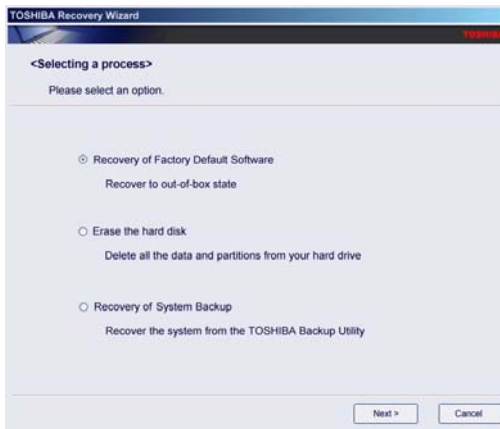 TOSHIBA Recovery Wizard
TOSHIBA
<Selecting a process>
Please select an option.
Recovery of Factory Default Software
Recover to out-of-box state
Erase the hard disk
Delete all the data and partitions from your hard drive
Recovery of System Backup
Recover the system from the TOSHIBA Backup Utility
Next >
Cancel